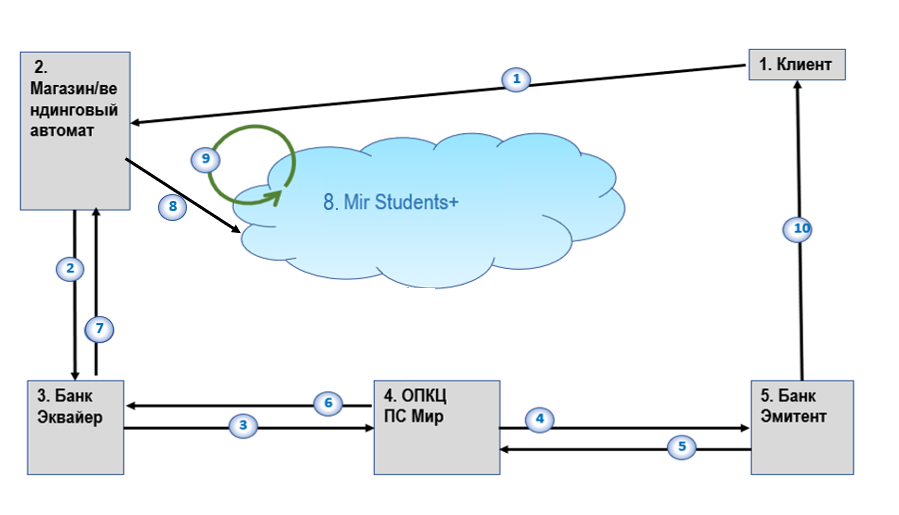 2.
Магазин/ве
ндинговый
автомат
1
1. Клиент
9
8
8. Mir Students+
10
2
7
3. Банк
Эквайер
6
3
4. ОПКЦ
ПС Мир
4
5
5. Банк
Эмитент